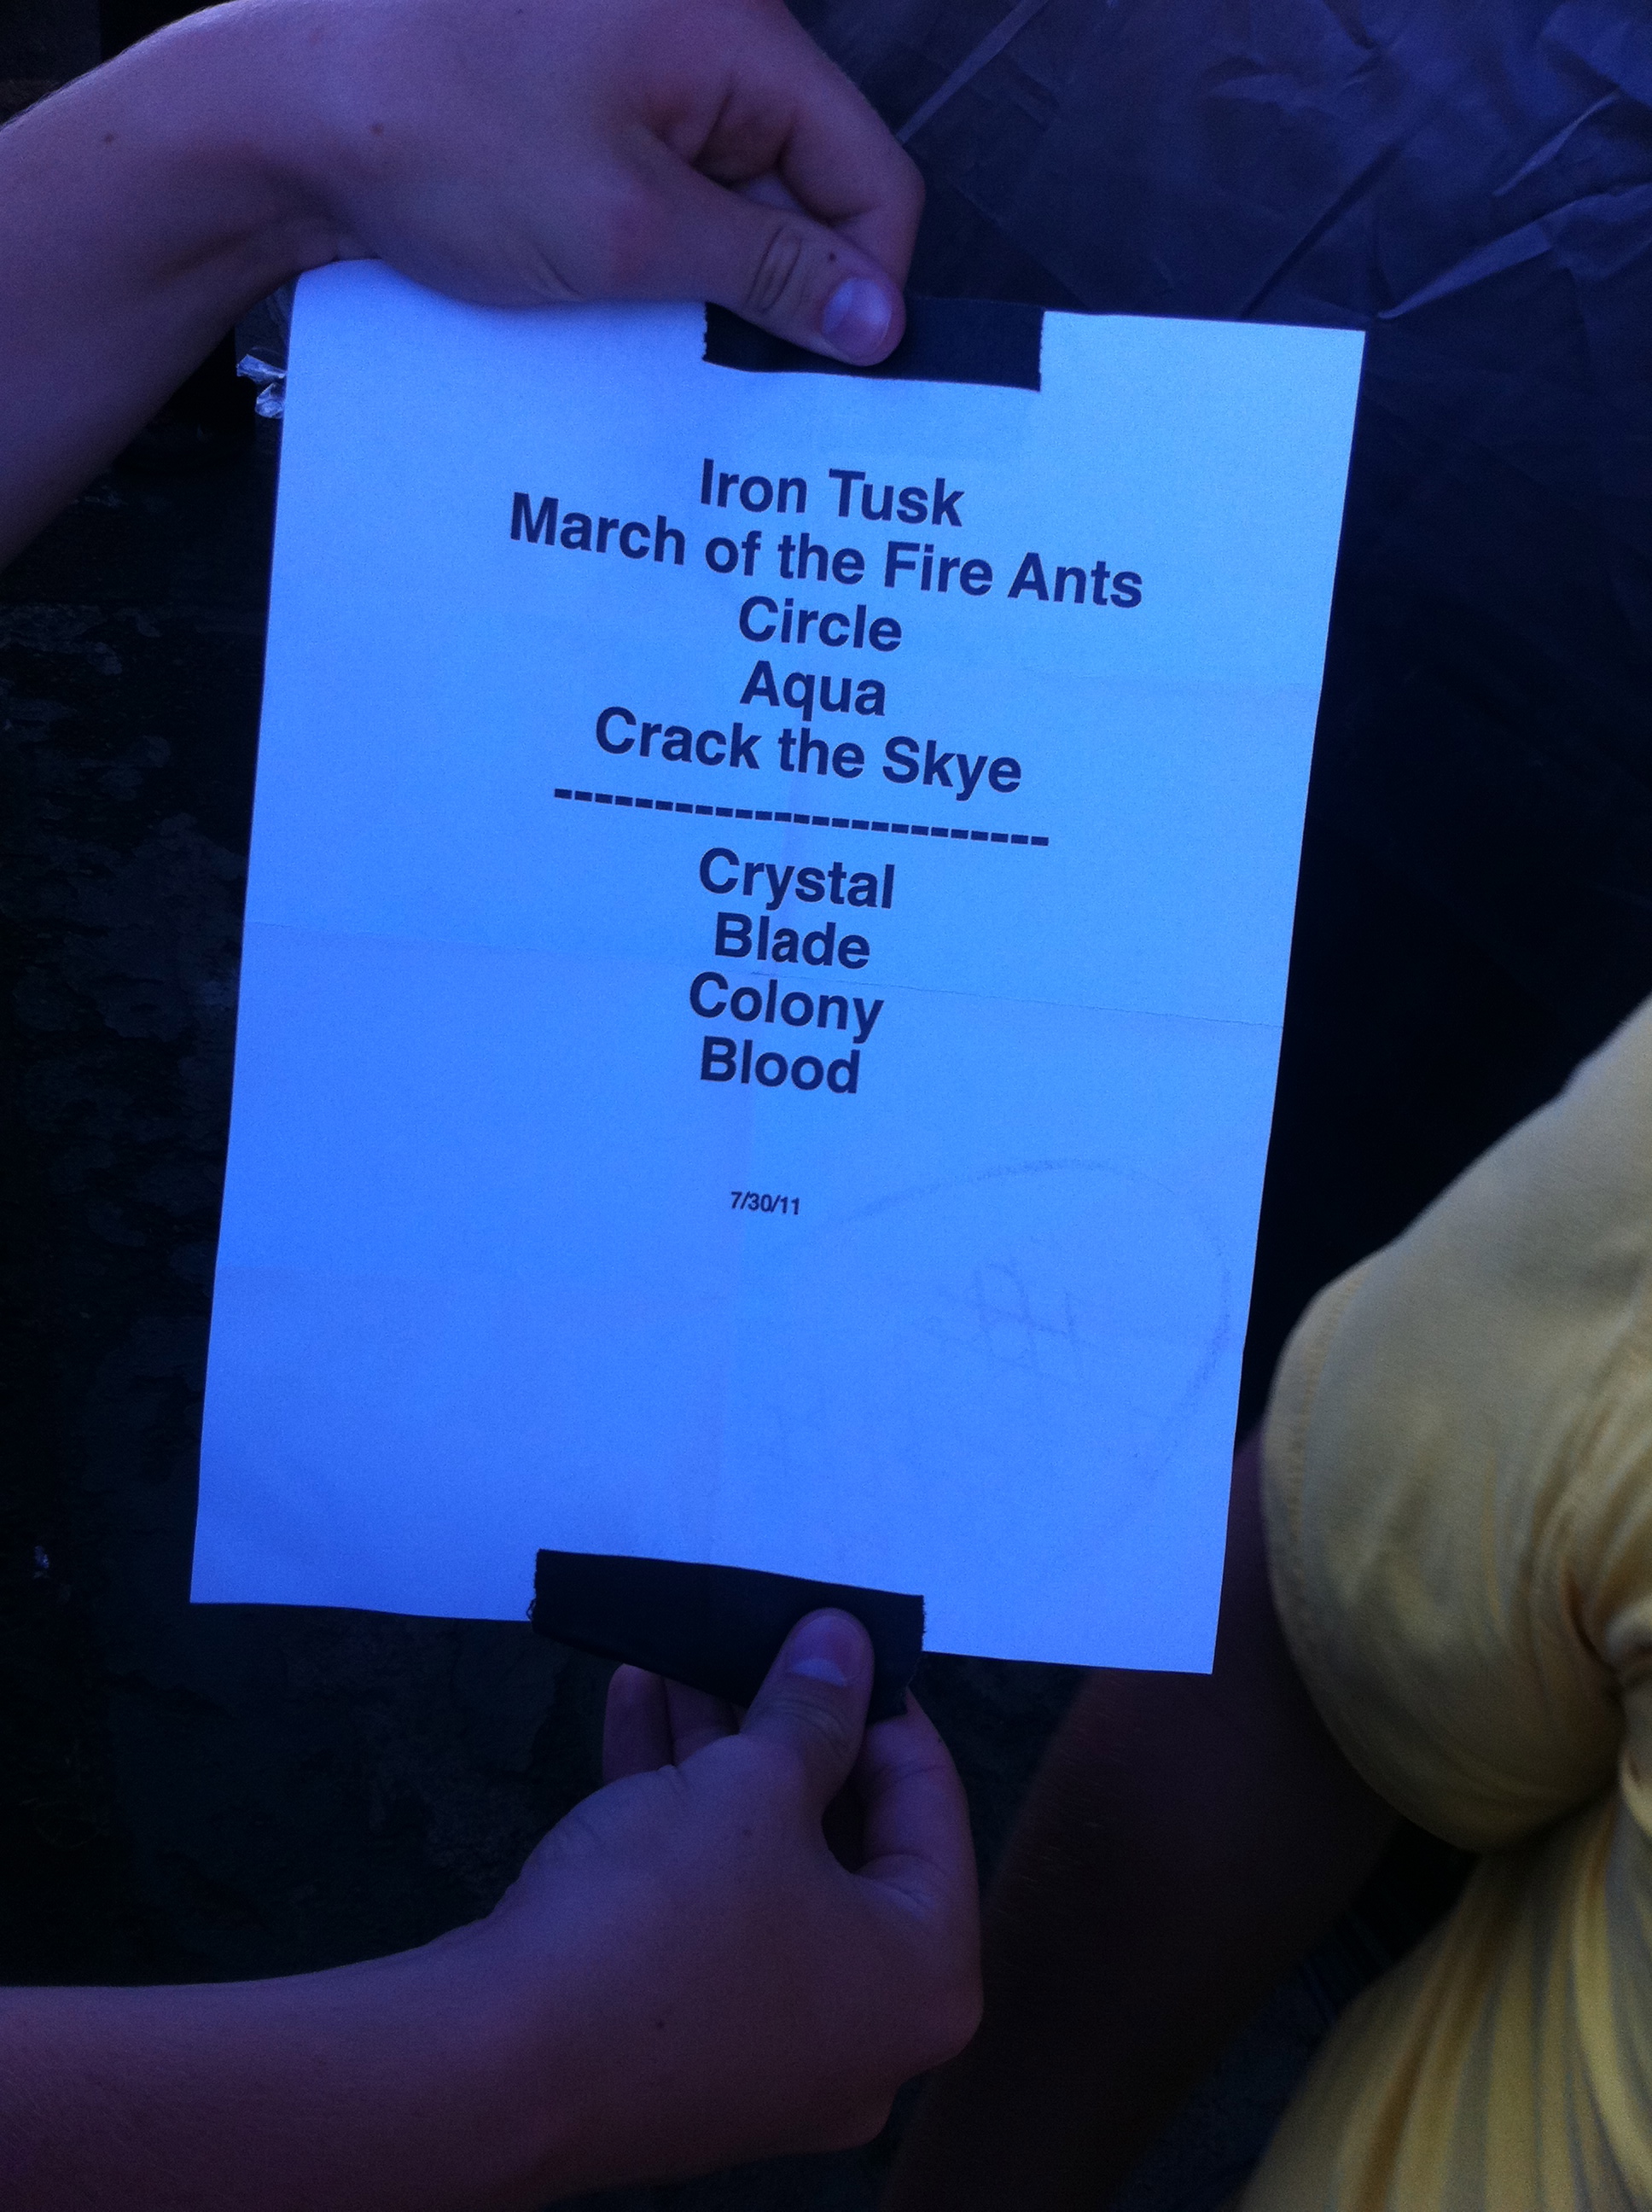 Iron Tusk
March of the Fire Ants
Circle
Aqua
Crack the Skye
-------------------------
Crystal
Blade
Colony
Blood
7/30/11